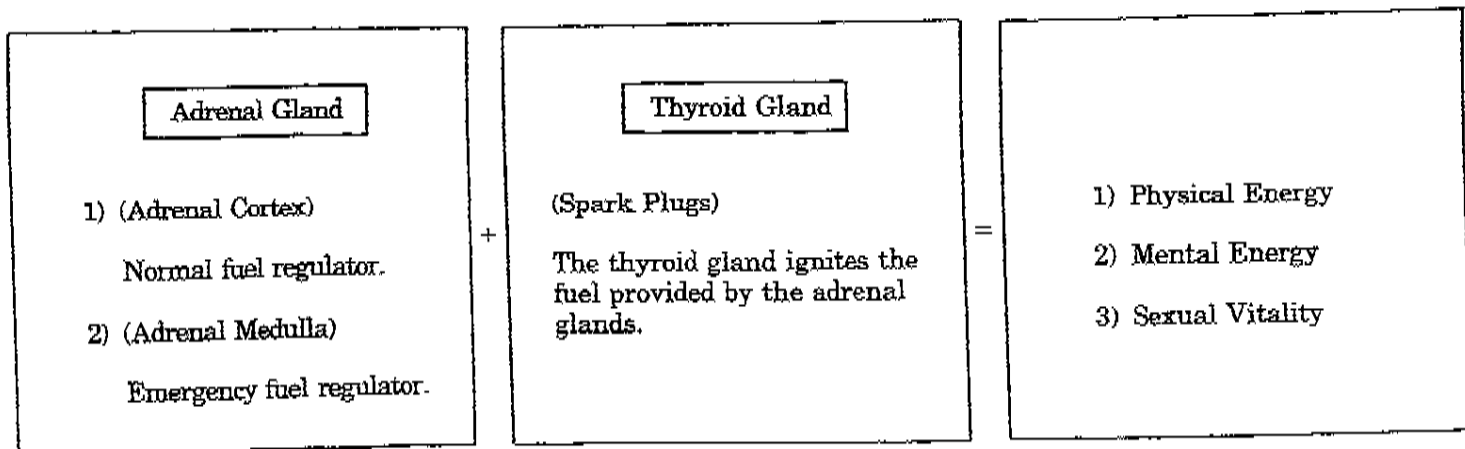 Adrenal Gland
1) (Adrenal Cortex)
Normal fuel regulator.
2) (Adrenal Medulla)
Emergency fuel regulator.
+
Thyroid Gland
(Spark Plugs)
The thyroid gland ignites the
fuel provided by the adrenal
glands.
=
1) Physical Energy
2) Mental Energy
3) Sexual Vitality